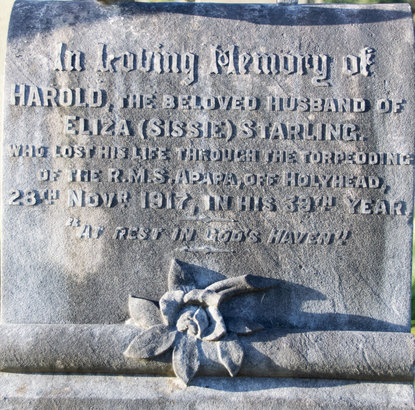 In Loving Memory of
HAROLD, THE BELOVED HUSBAND OF
ELIZA (SISSIE) STARLING.
WHO LOST HIS LIFE THROUGH THE TORPEDOING
OF THE R.M.S. APAPA, OFF HOLYHEAD,
28TH NOVR 1917, IN HIS 39TH YEAR.
"AT REST IN GOD'S HAVEN".